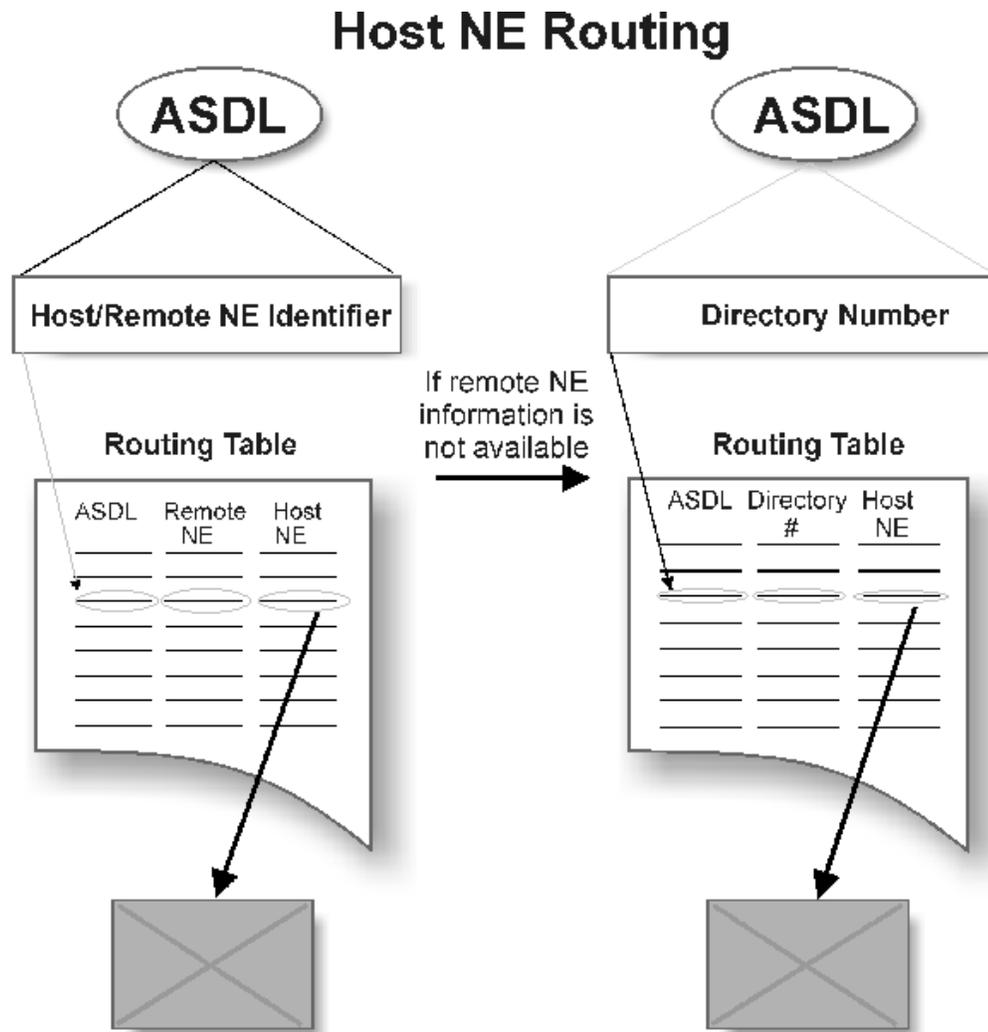 Host NE Routing
ASDL
Host/Remote NE Identifier
Routing Table
ASDL Remote NE Host NE
If remote NE
information is
not available
ASDL
Directory Number
Routing Table
ASDL Directory # Host NE